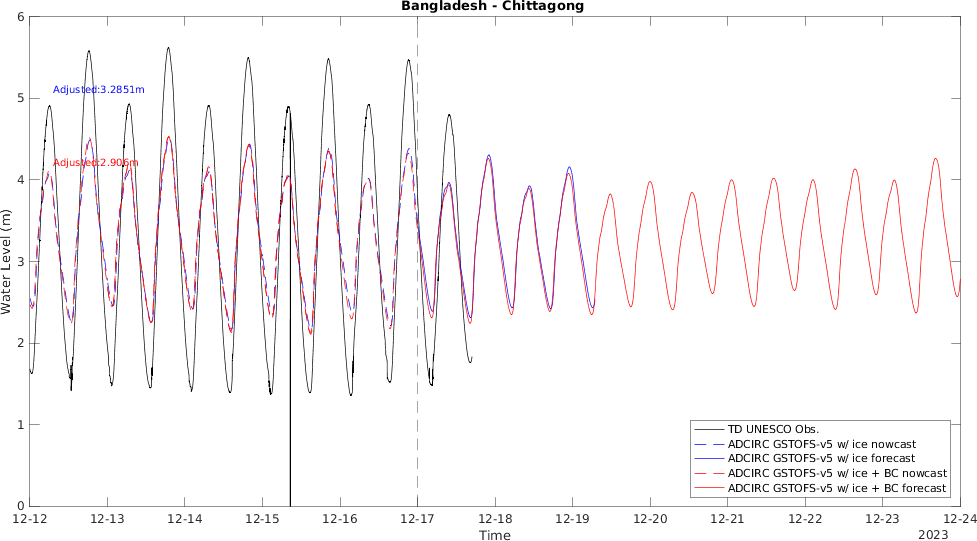 Bangladesh - Chittagong
6
5
4
3
2
1
0
Water Level (m)
Adjusted:3.2851m
Adjusted:2.906m
TD UNESCO Obs.
ADCIRC GSTOFS-v5 w/ ice nowcast
ADCIRC GSTOFS-v5 w/ ice forecast
ADCIRC GSTOFS-v5 w/ ice + BC nowcast
ADCIRC GSTOFS-v5 w/ ice + BC forecast
12-12 12-13 12-14 12-15 12-16 12-17 12-18 12-19 12-20 12-21 12-22 12-23 12-24
Time
2023